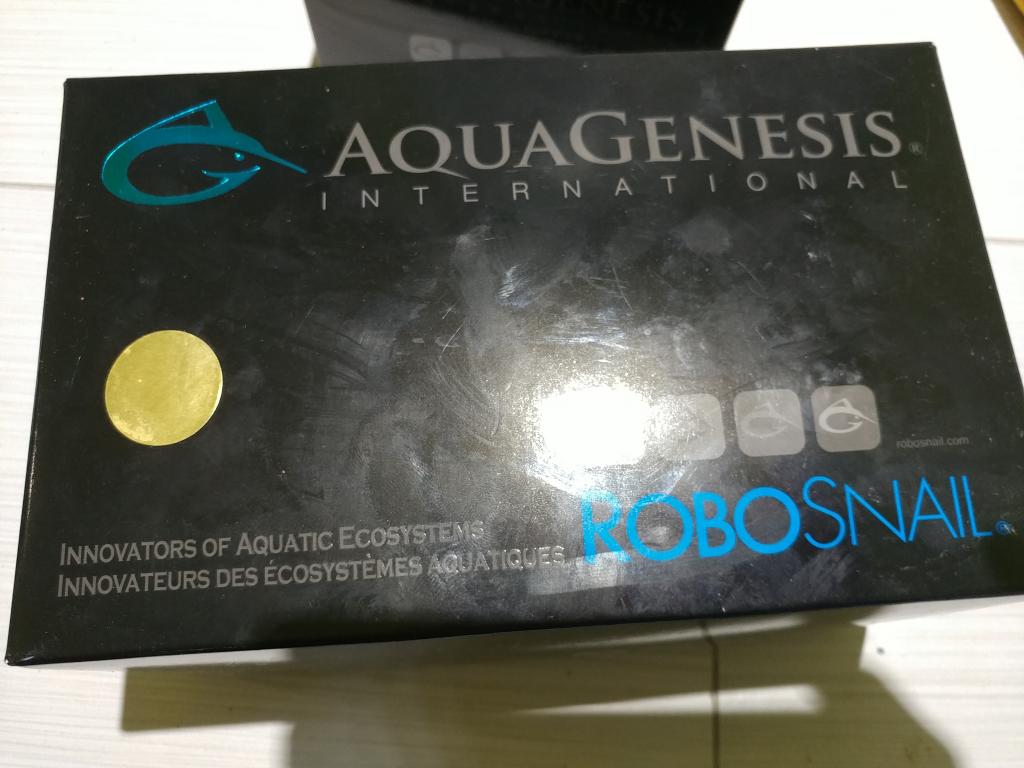 AQUAGENESIS®
INTERNATIONAL
robosnail.com
ROBOSNAIL®
INNOVATORS OF AQUATIC ECOSYSTEMS
INNOVATEURS DES ÉCOSYSTÈMES AQUATIQUES